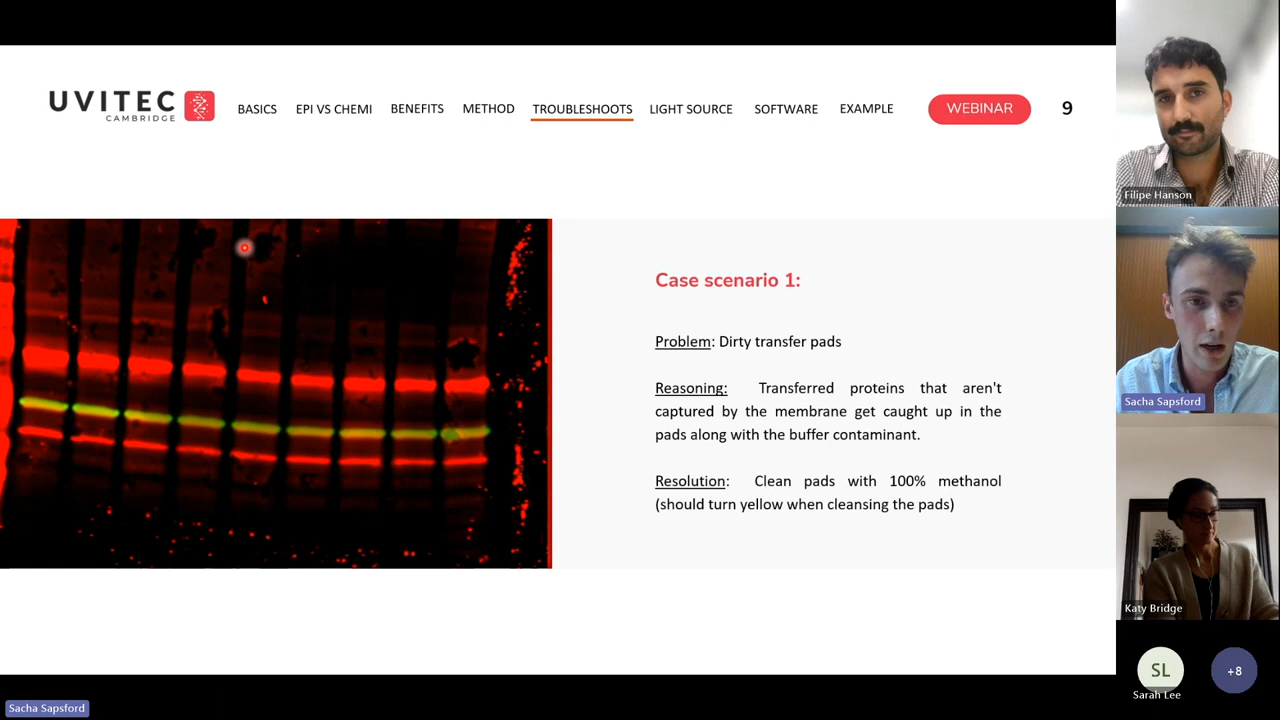 UVITEC
CAMBRIDGE
BASICS EPI VS CHEMI BENEFITS METHOD TROUBLESHOOTS LIGHT SOURCE SOFTWARE EXAMPLE WEBINAR 9
Case scenario 1:
Problem: Dirty transfer pads
Reasoning: Transferred proteins that aren't
captured by the membrane get caught up in the
pads along with the buffer contaminant.
Resolution: Clean pads with 100% methanol
(should turn yellow when cleansing the pads)
Filipe Hanson
Sacha Sapsford
Katy Bridge
SL
+8
Sarah Lee
Sacha Sapsford